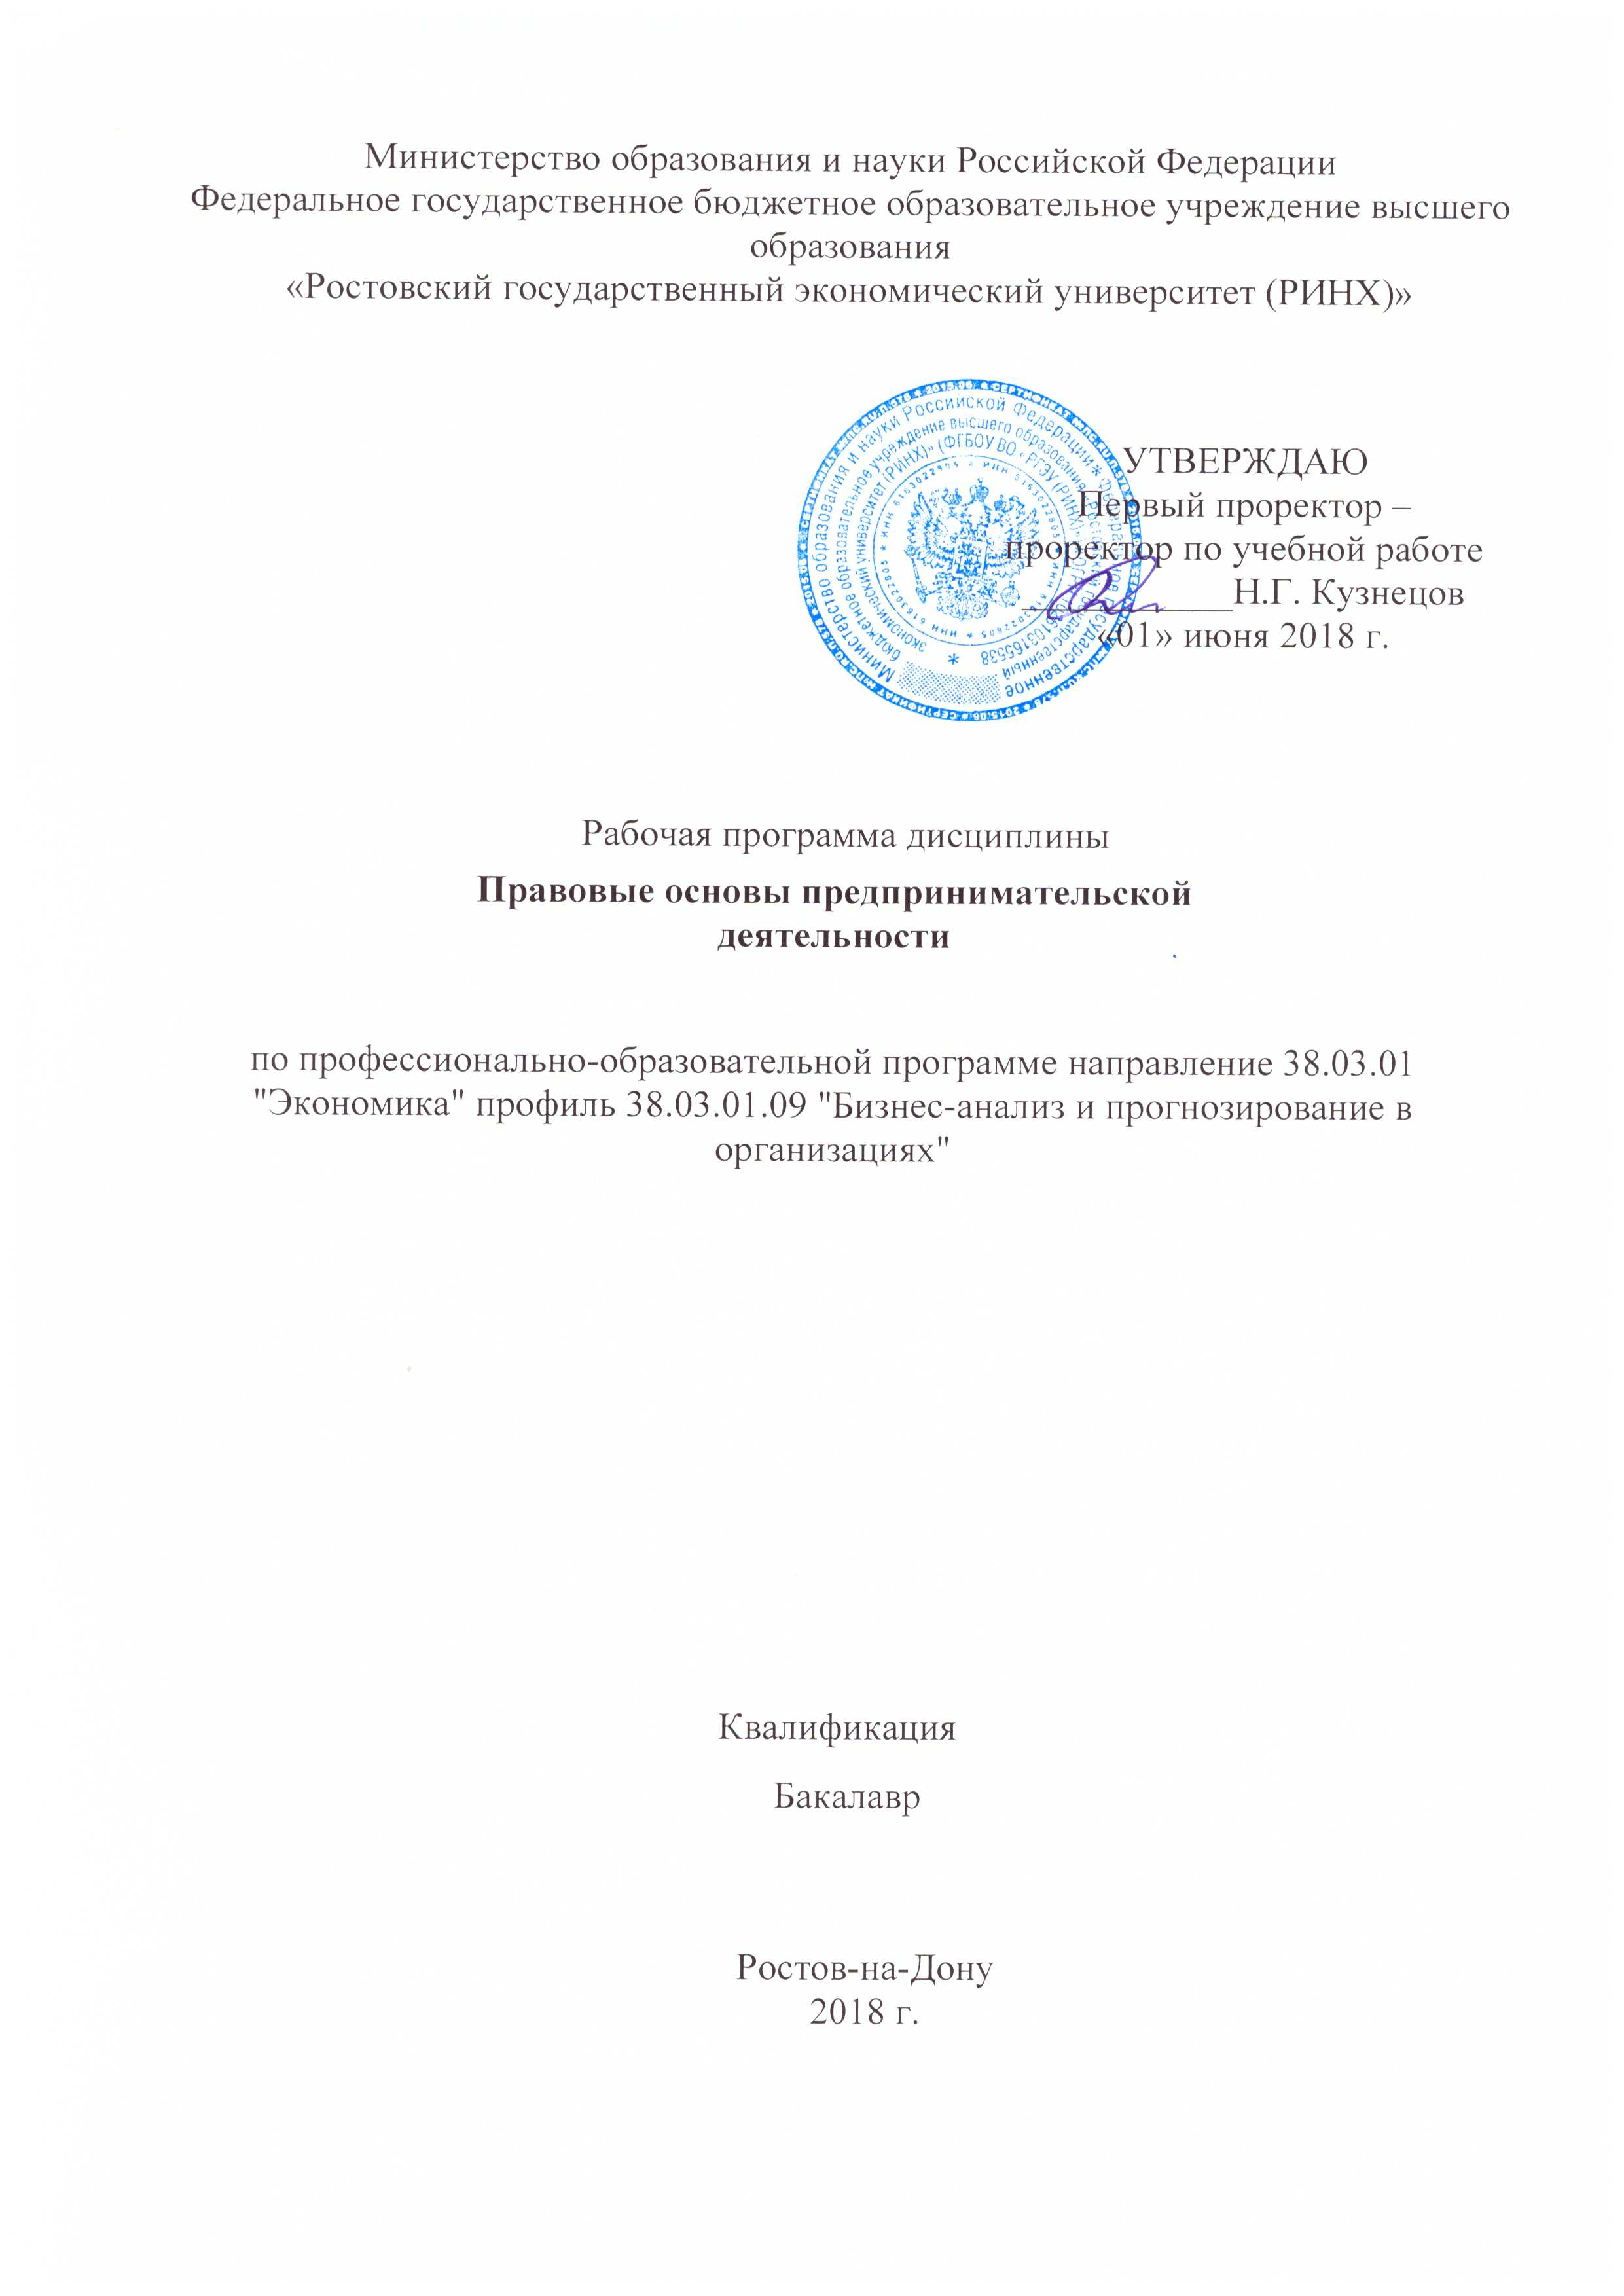 Министерство образования и науки Российской Федерации
Федеральное государственное бюджетное образовательное учреждение высшего
образования
«Ростовский государственный экономический университет (РИНХ)»
УТВЕРЖДАЮ
Первый проректор –
проректор по учебной работе
Н.Г. Кузнецов
«01» июня 2018 г.
Рабочая программа дисциплины
Правовые основы предпринимательской
деятельности
по профессионально-образовательной программе направление 38.03.01
"Экономика" профиль 38.03.01.09 "Бизнес-анализ и прогнозирование в
организациях"
Квалификация
Бакалавр
Ростов-на-Дону
2018 г.